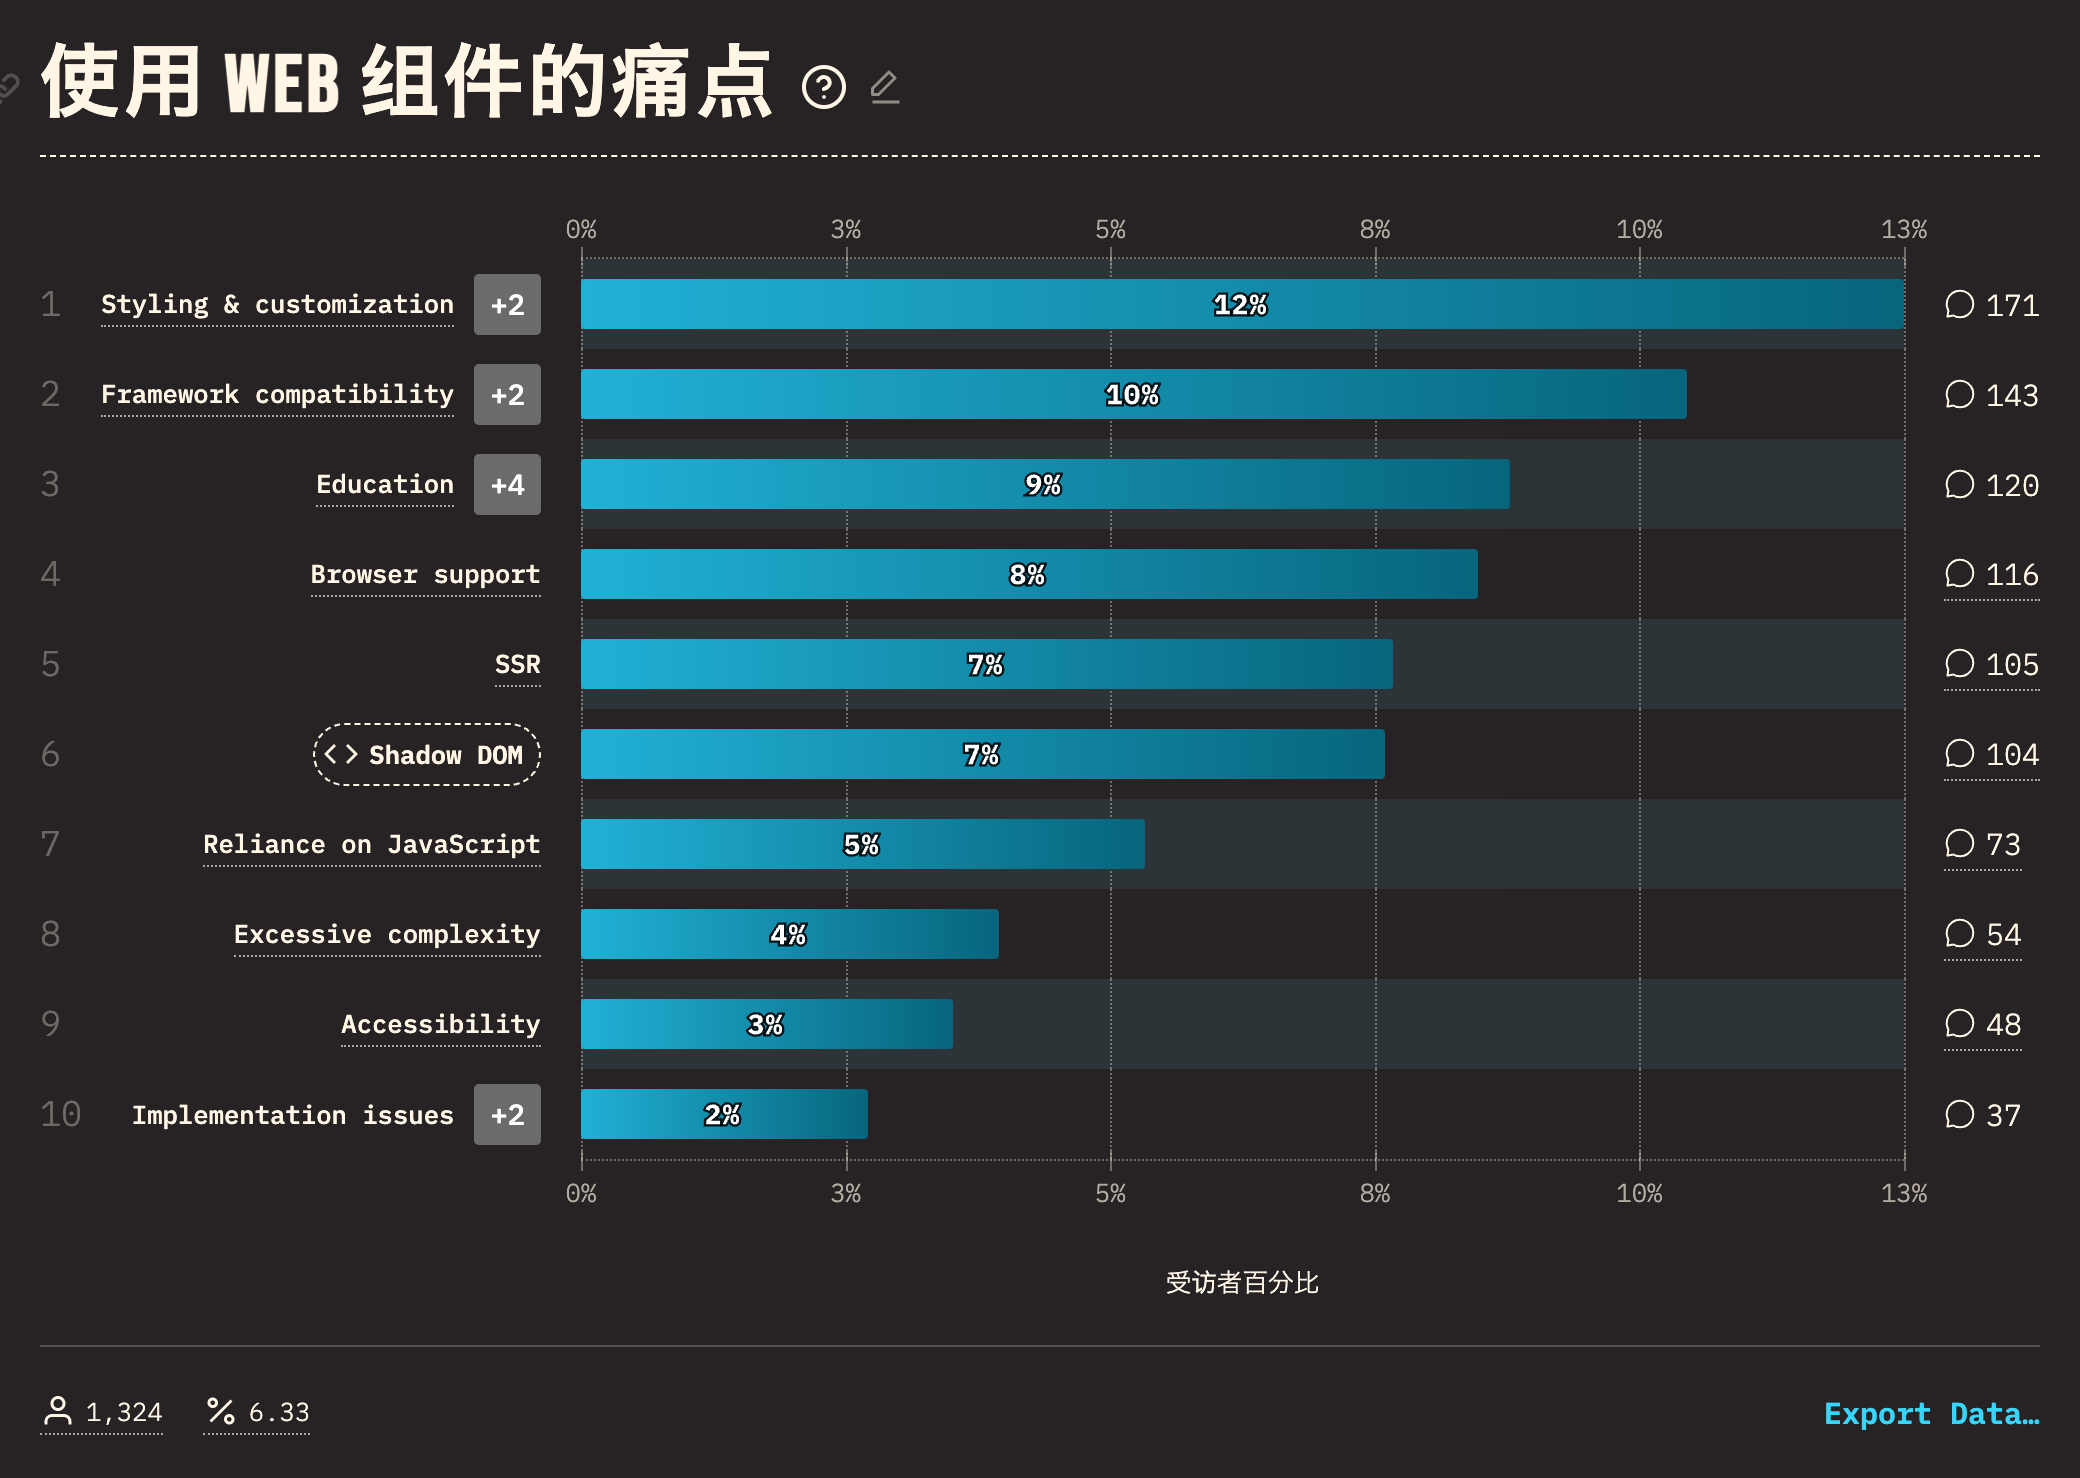 使用 WEB 组件的痛点
0% 3% 5% 8% 10% 13%
1 Styling & customization +2 12% 171
2 Framework compatibility +2 10% 143
3 Education +4 9% 120
4 Browser support 8% 116
5 SSR 7% 105
6 <> Shadow DOM 7% 104
7 Reliance on JavaScript 5% 73
8 Excessive complexity 4% 54
9 Accessibility 3% 48
10 Implementation issues +2 2% 37
0% 3% 5% 8% 10% 13%
受访者百分比
1,324 % 6.33 Export Data…